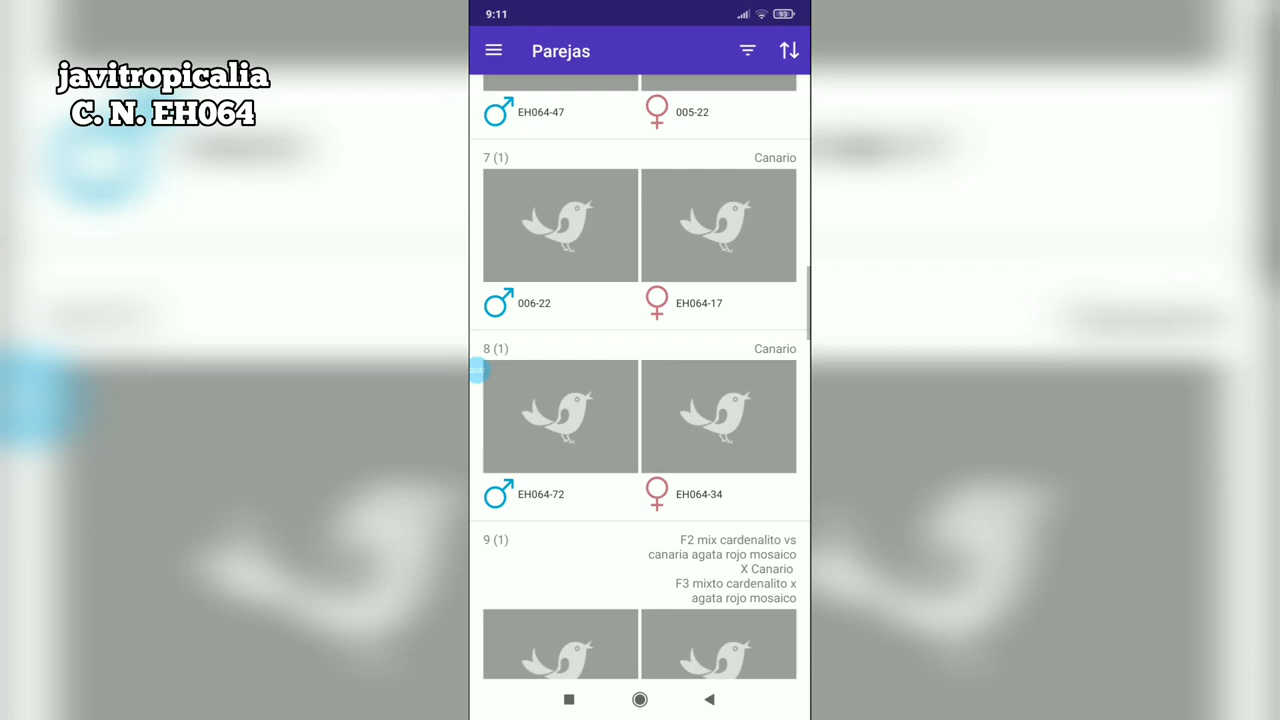 javitropicalia
C. N. EH064
9:11
93
Parejas
EH064-47
005-22
7 (1)
Canario
006-22
EH064-17
8 (1)
Canario
EH064-72
EH064-34
9 (1)
F2 mix cardenalito vs
canaria agata rojo mosaico
X Canario
F3 mixto cardenalito x
agata rojo mosaico